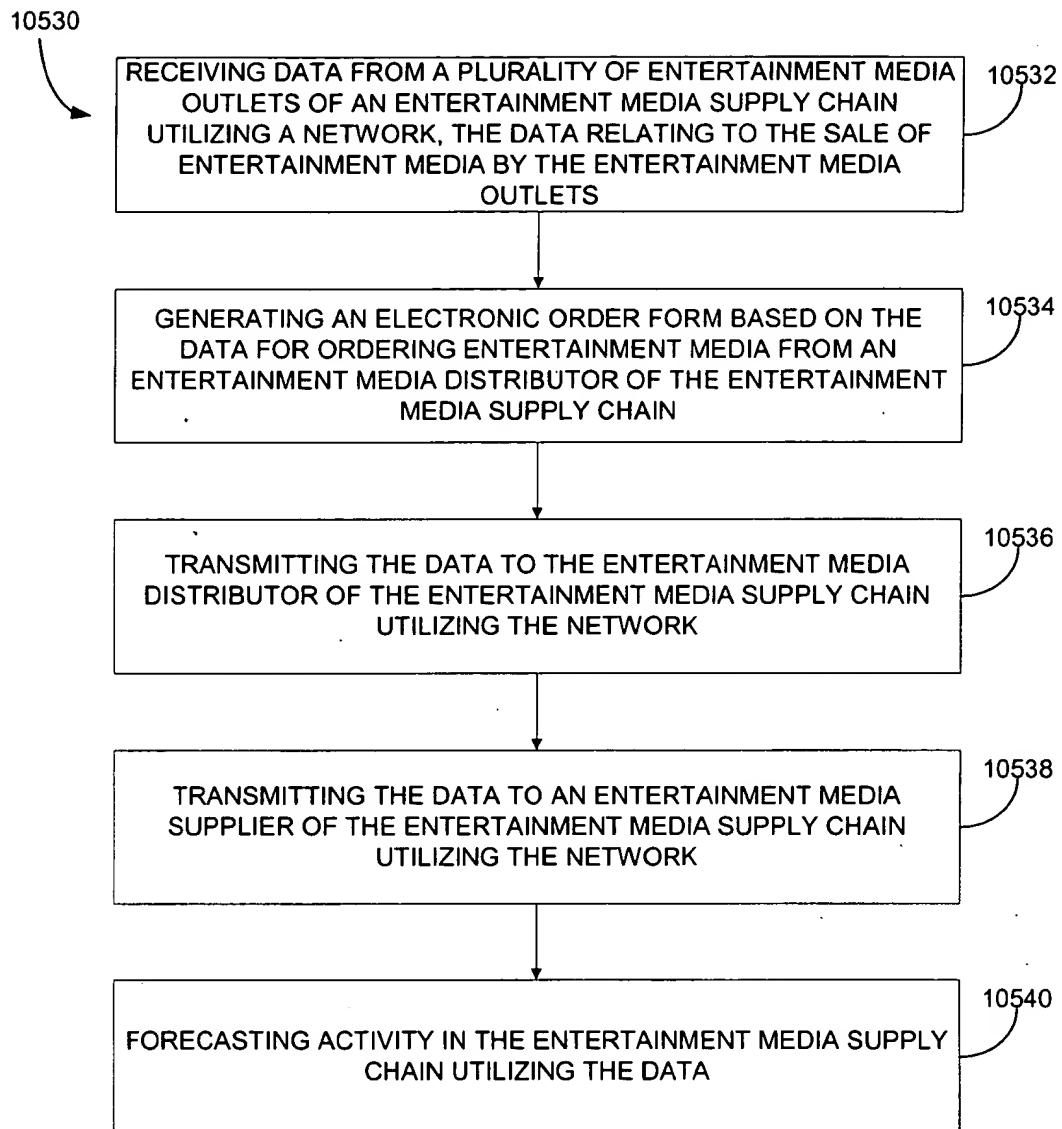 10530
RECEIVING DATA FROM A PLURALITY OF ENTERTAINMENT MEDIA
OUTLETS OF AN ENTERTAINMENT MEDIA SUPPLY CHAIN
UTILIZING A NETWORK, THE DATA RELATING TO THE SALE OF
ENTERTAINMENT MEDIA BY THE ENTERTAINMENT MEDIA
OUTLETS
10532
GENERATING AN ELECTRONIC ORDER FORM BASED ON THE
DATA FOR ORDERING ENTERTAINMENT MEDIA FROM AN
ENTERTAINMENT MEDIA DISTRIBUTOR OF THE ENTERTAINMENT
MEDIA SUPPLY CHAIN
10534
TRANSMITTING THE DATA TO THE ENTERTAINMENT MEDIA
DISTRIBUTOR OF THE ENTERTAINMENT MEDIA SUPPLY CHAIN
UTILIZING THE NETWORK
10536
TRANSMITTING THE DATA TO AN ENTERTAINMENT MEDIA
SUPPLIER OF THE ENTERTAINMENT MEDIA SUPPLY CHAIN
UTILIZING THE NETWORK
10538
FORECASTING ACTIVITY IN THE ENTERTAINMENT MEDIA SUPPLY
CHAIN UTILIZING THE DATA
10540